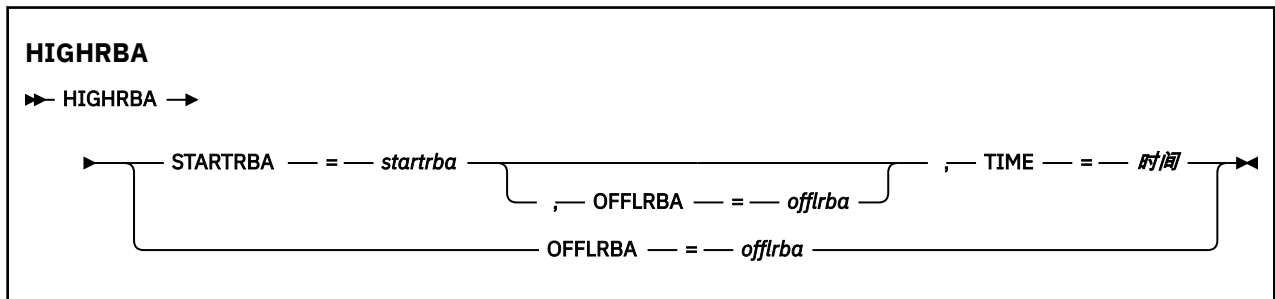 HIGHRBA
HIGHRBA
STARTRBA = startrba , TIME = 时间
, OFFLRBA = offlrba
OFFLRBA = offlrba